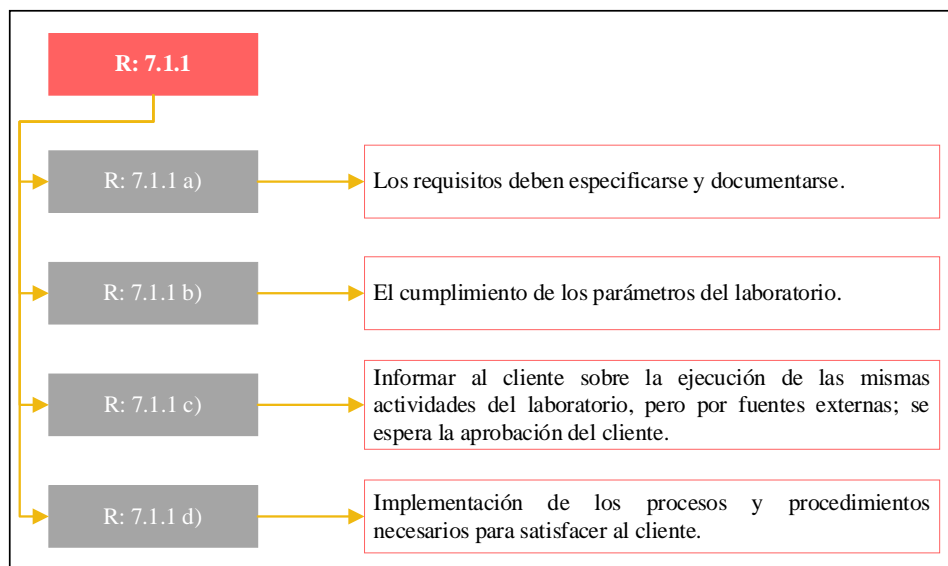 R: 7.1.1
R: 7.1.1 a)
Los requisitos deben especificarse y documentarse.
R: 7.1.1 b)
El cumplimiento de los parámetros del laboratorio.
R: 7.1.1 c)
Informar al cliente sobre la ejecución de las mismas
actividades del laboratorio, pero por fuentes externas; se
espera la aprobación del cliente.
R: 7.1.1 d)
Implementación de los procesos y procedimientos
necesarios para satisfacer al cliente.